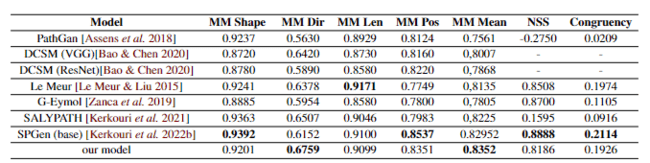 Model MM Shape MM Dir MM Len MM Pos MM Mean NSS Congruency
PathGan [Assens et al. 2018] 0.9237 0.5630 0.8929 0.8124 0.7561 -0.2750 0.0209
DCSM (VGG)[Bao & Chen 2020] 0.8720 0.6420 0.8730 0.8160 0,8007 - -
DCSM (ResNet)[Bao & Chen 2020] 0.8780 0.5890 0.8580 0.8220 0,7868 - -
Le Meur [Le Meur & Liu 2015] 0.9241 0.6378 0.9171 0.7749 0,8135 0.8508 0.1974
G-Eymol [Zanca et al. 2019] 0.8885 0.5954 0.8580 0.7800 0.7805 0.8700 0.1105
SALYPATH [Kerkouri et al. 2021] 0.9363 0.6507 0.9046 0.7983 0,8225 0.1595 0.0916
SPGen (base) [Kerkouri et al. 2022b] 0.9392 0.6152 0.9100 0.8537 0.82952 0.8888 0.2114
our model 0.9201 0.6759 0.9099 0.8351 0.8352 0.8186 0.1926